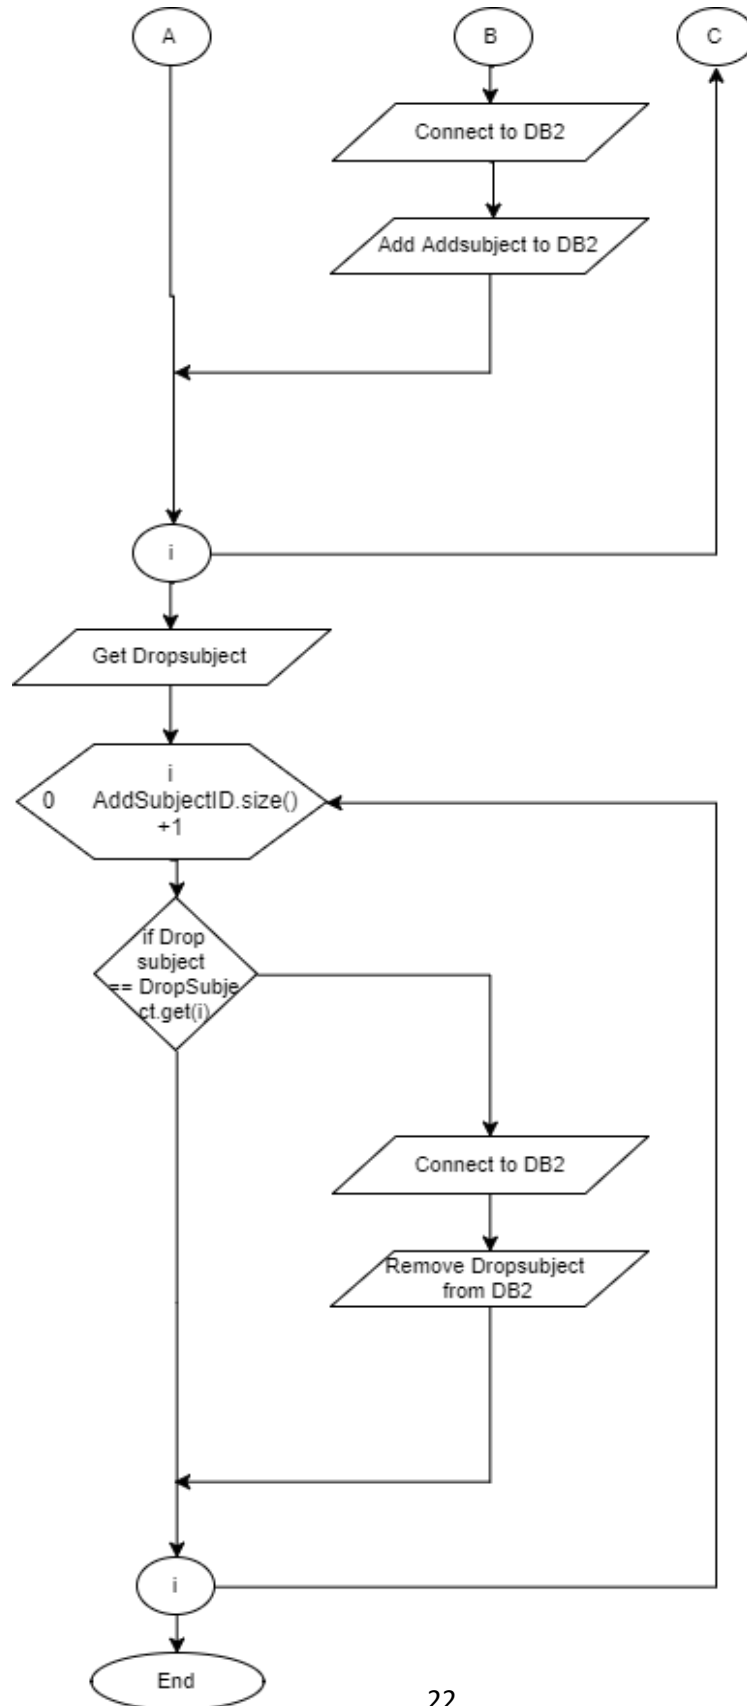 A
B
C
Connect to DB2
Add Addsubject to DB2
i
Get Dropsubject
i
0 AddSubjectID.size()
+1
if Drop
subject
== DropSubje
ct.get(i)
Connect to DB2
Remove Dropsubject
from DB2
i
End
22